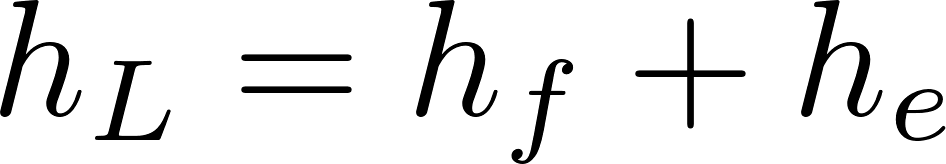 h_L = h_f + h_e